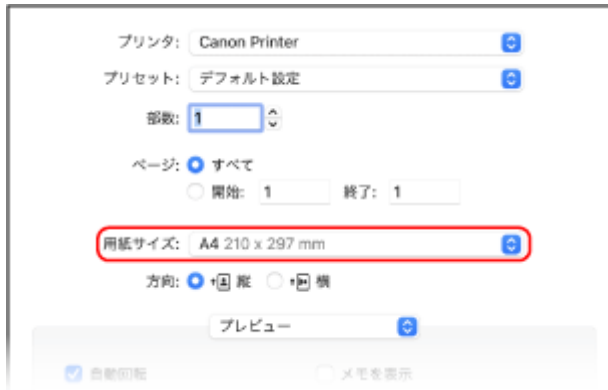 プリンタ: Canon Printer
プリセット: デフォルト設定
部数: 1
ページ: すべて
開始: 1 終了: 1
用紙サイズ: A4 210 x 297 mm
方向: 縦 横
プレビュー
自動回転 メモを表示